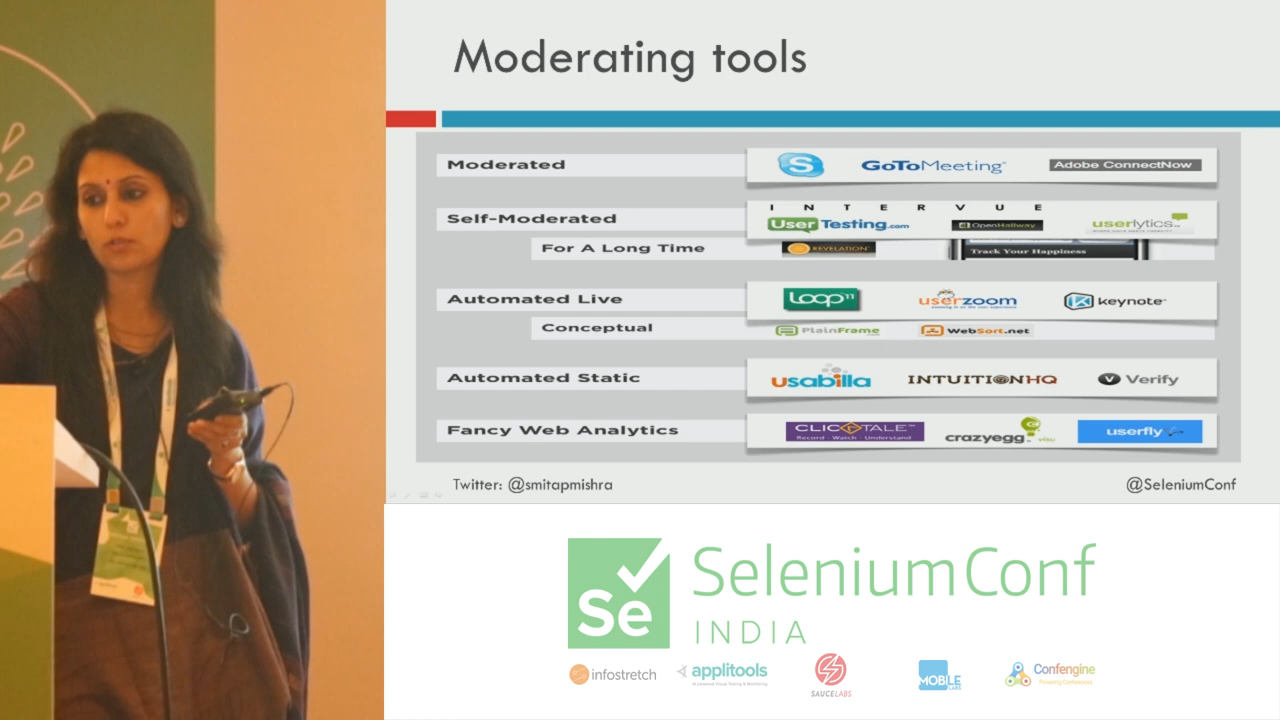 Moderating tools
Moderated
S GoToMeeting Adobe ConnectNow
Self-Moderated
INTERVUE
UserTesting.com OpenHallway userlytics
For A Long Time
REVELATION Track Your Happiness
Automated Live
Loop11 userzoom keynote
Conceptual
PlainFrame WebSort.net
Automated Static
usabilla INTUITIONHQ V Verify
Fancy Web Analytics
CLICKTALE™
Record · Watch · Understand
crazyegg userfly
Twitter: @smitapmishra @SeleniumConf
Se SeleniumConf
INDIA
infostretch applitools SAUCELABS MOBILE LABS Confengine